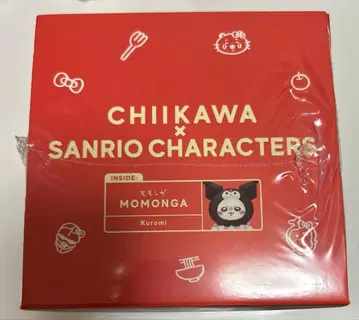 CHIIKAWA
×
SANRIO CHARACTERS
INSIDE:
モモンガ
MOMONGA
Kuromi